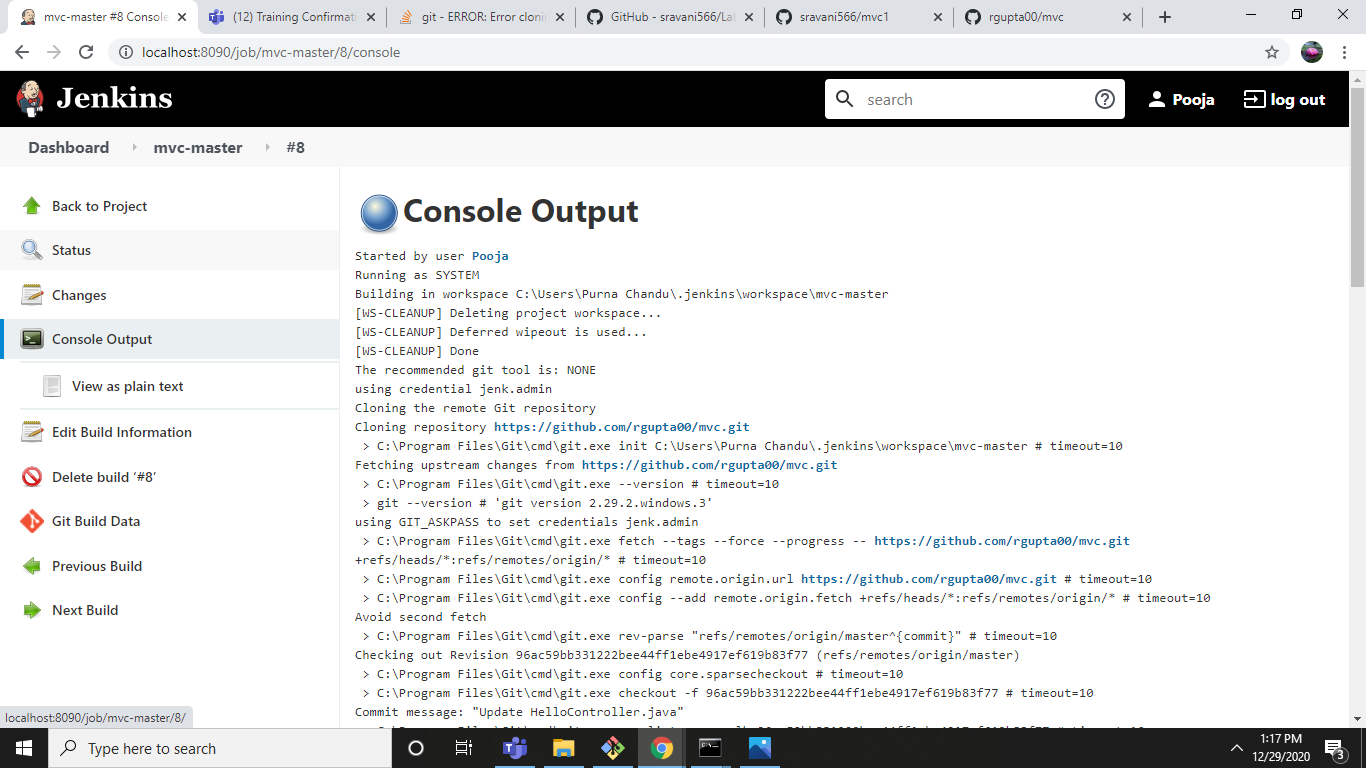 mvc-master #8 Console
(12) Training Confirmati
git - ERROR: Error clonin
GitHub - sravani566/Lab
sravani566/mvc1
rgupta00/mvc
localhost:8090/job/mvc-master/8/console
Jenkins
search
Pooja
log out
Dashboard
mvc-master
#8
Back to Project
Status
Changes
Console Output
View as plain text
Edit Build Information
Delete build ‘#8’
Git Build Data
Previous Build
Next Build
Console Output
Started by user Pooja
Running as SYSTEM
Building in workspace C:\Users\Purna Chandu\.jenkins\workspace\mvc-master
[WS-CLEANUP] Deleting project workspace...
[WS-CLEANUP] Deferred wipeout is used...
[WS-CLEANUP] Done
The recommended git tool is: NONE
using credential jenk.admin
Cloning the remote Git repository
Cloning repository https://github.com/rgupta00/mvc.git
> C:\Program Files\Git\cmd\git.exe init C:\Users\Purna Chandu\.jenkins\workspace\mvc-master # timeout=10
Fetching upstream changes from https://github.com/rgupta00/mvc.git
> C:\Program Files\Git\cmd\git.exe --version # timeout=10
> git --version # 'git version 2.29.2.windows.3'
using GIT_ASKPASS to set credentials jenk.admin
> C:\Program Files\Git\cmd\git.exe fetch --tags --force --progress -- https://github.com/rgupta00/mvc.git
+refs/heads/*:refs/remotes/origin/* # timeout=10
> C:\Program Files\Git\cmd\git.exe config remote.origin.url https://github.com/rgupta00/mvc.git # timeout=10
> C:\Program Files\Git\cmd\git.exe config --add remote.origin.fetch +refs/heads/*:refs/remotes/origin/* # timeout=10
Avoid second fetch
> C:\Program Files\Git\cmd\git.exe rev-parse "refs/remotes/origin/master^{commit}" # timeout=10
Checking out Revision 96ac59bb331222bee44ff1ebe4917ef619b83f77 (refs/remotes/origin/master)
> C:\Program Files\Git\cmd\git.exe config core.sparsecheckout # timeout=10
> C:\Program Files\Git\cmd\git.exe checkout -f 96ac59bb331222bee44ff1ebe4917ef619b83f77 # timeout=10
Commit message: "Update HelloController.java"
localhost:8090/job/mvc-master/8/
Type here to search
1:17 PM
12/29/2020
3